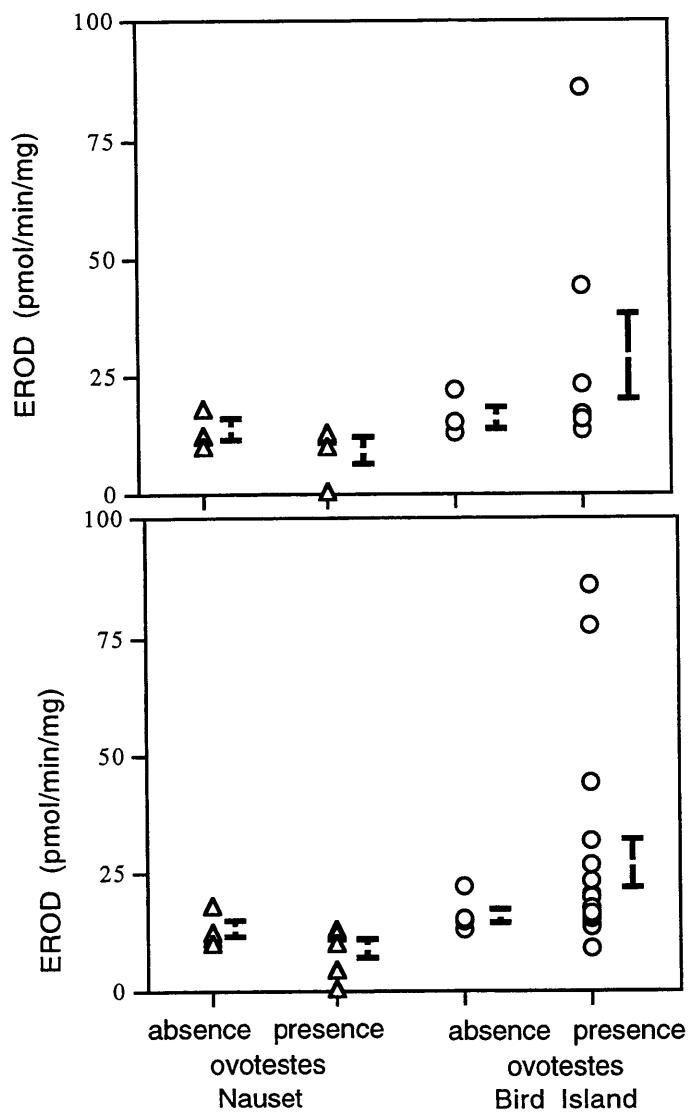 100
75
50
25
0
EROD (pmol/min/mg)
100
75
50
25
0
EROD (pmol/min/mg)
absence presence absence presence
ovotestes ovotestes
Nauset Bird Island